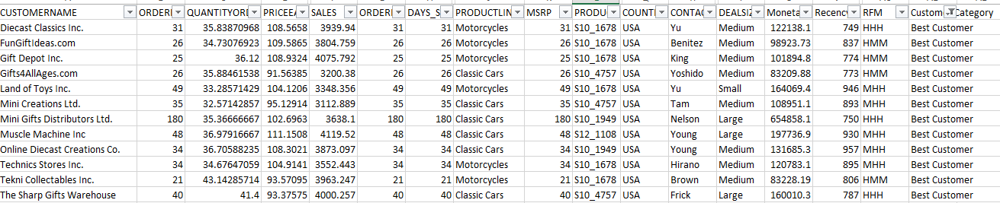 CUSTOMERNAME ORDERI QUANTITYORI PRICEEA SALES ORDERI DAYS_S PRODUCTLIN MSRP PRODU COUNTI CONTAC DEALSIZ Moneta Recency RFM Custom Category
Diecast Classics Inc. 31 35.83870968 108.5658 3939.94 31 31 Motorcycles 31 S10_1678 USA Yu Medium 122138.1 749 HHH Best Customer
FunGiftIdeas.com 26 34.73076923 109.5865 3804.759 26 26 Motorcycles 26 S10_1678 USA Benitez Medium 98923.73 837 HMM Best Customer
Gift Depot Inc. 25 36.12 108.9324 4075.792 25 25 Motorcycles 25 S10_1678 USA King Medium 101894.8 774 HMM Best Customer
Gifts4AllAges.com 26 35.88461538 91.56385 3200.38 26 26 Classic Cars 26 S10_4757 USA Yoshido Medium 83209.88 773 HMM Best Customer
Land of Toys Inc. 49 33.28571429 104.1206 3348.356 49 49 Motorcycles 49 S10_1678 USA Yu Small 164069.4 946 MHH Best Customer
Mini Creations Ltd. 35 32.57142857 95.12914 3112.889 35 35 Classic Cars 35 S10_4757 USA Tam Medium 108951.1 893 MHH Best Customer
Mini Gifts Distributors Ltd. 180 35.36666667 102.6963 3638.1 180 180 Classic Cars 180 S10_1949 USA Nelson Large 654858.1 750 HHH Best Customer
Muscle Machine Inc 48 36.97916667 111.1508 4119.52 48 48 Classic Cars 48 S12_1108 USA Young Large 197736.9 930 MHH Best Customer
Online Diecast Creations Co. 34 36.70588235 108.3021 3873.097 34 34 Classic Cars 34 S10_1949 USA Young Medium 131685.3 957 MHH Best Customer
Technics Stores Inc. 34 34.67647059 104.9141 3552.443 34 34 Motorcycles 34 S10_1678 USA Hirano Medium 120783.1 895 MHH Best Customer
Tekni Collectables Inc. 21 43.14285714 93.57095 3963.247 21 21 Motorcycles 21 S10_1678 USA Brown Medium 83228.19 806 HMM Best Customer
The Sharp Gifts Warehouse 40 41.4 93.37575 4000.257 40 40 Classic Cars 40 S10_4757 USA Frick Large 160010.3 787 HHH Best Customer